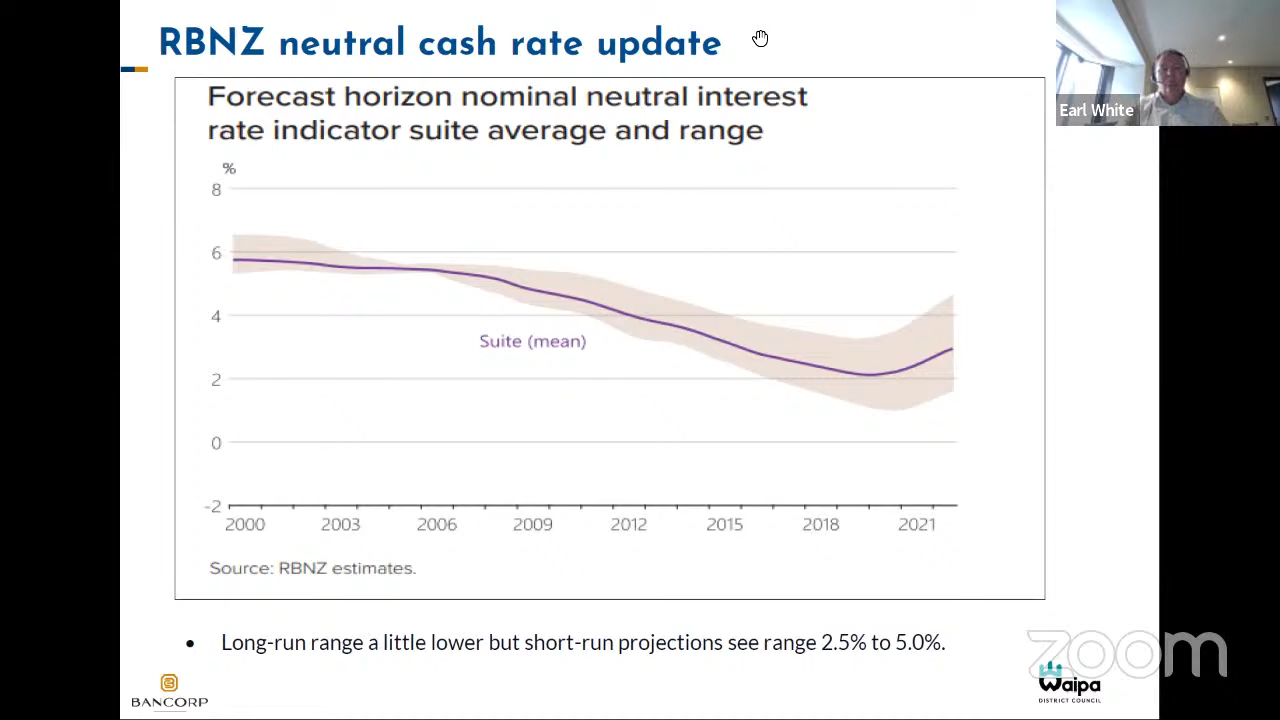 RBNZ neutral cash rate update
Earl White
Forecast horizon nominal neutral interest
rate indicator suite average and range
%
8
6
4
2
0
-2
Suite (mean)
2000 2003 2006 2009 2012 2015 2018 2021
Source: RBNZ estimates.
• Long-run range a little lower but short-run projections see range 2.5% to 5.0%.
zoom
BANCORP
Waipa
DISTRICT COUNCIL